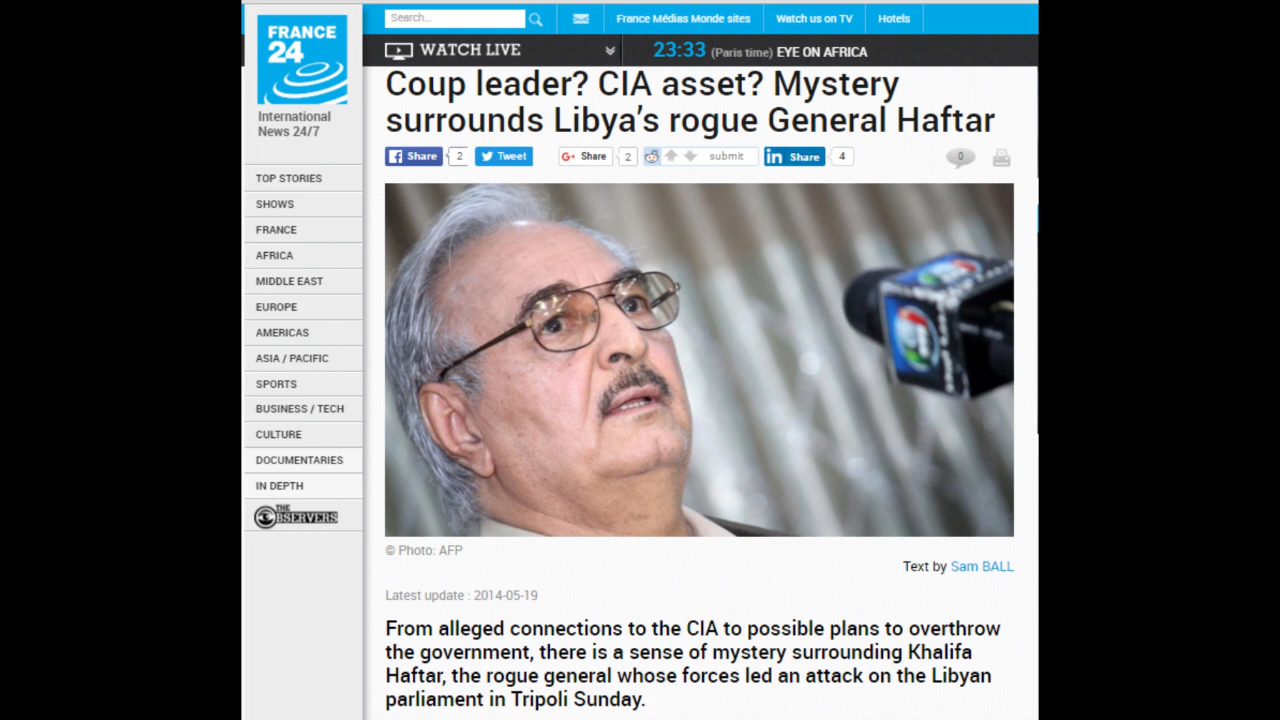 Search...
France Médias Monde sites
Watch us on TV
Hotels
FRANCE
24
WATCH LIVE
23:33 (Paris time) EYE ON AFRICA
International
News 24/7
Coup leader? CIA asset? Mystery
surrounds Libya's rogue General Haftar
Share 2
Tweet
G+ Share 2
submit
in Share 4
0
TOP STORIES
SHOWS
FRANCE
AFRICA
MIDDLE EAST
EUROPE
AMERICAS
ASIA / PACIFIC
SPORTS
BUSINESS / TECH
CULTURE
DOCUMENTARIES
IN DEPTH
THE
OBSERVERS
© Photo: AFP
Text by Sam BALL
Latest update : 2014-05-19
From alleged connections to the CIA to possible plans to overthrow
the government, there is a sense of mystery surrounding Khalifa
Haftar, the rogue general whose forces led an attack on the Libyan
parliament in Tripoli Sunday.